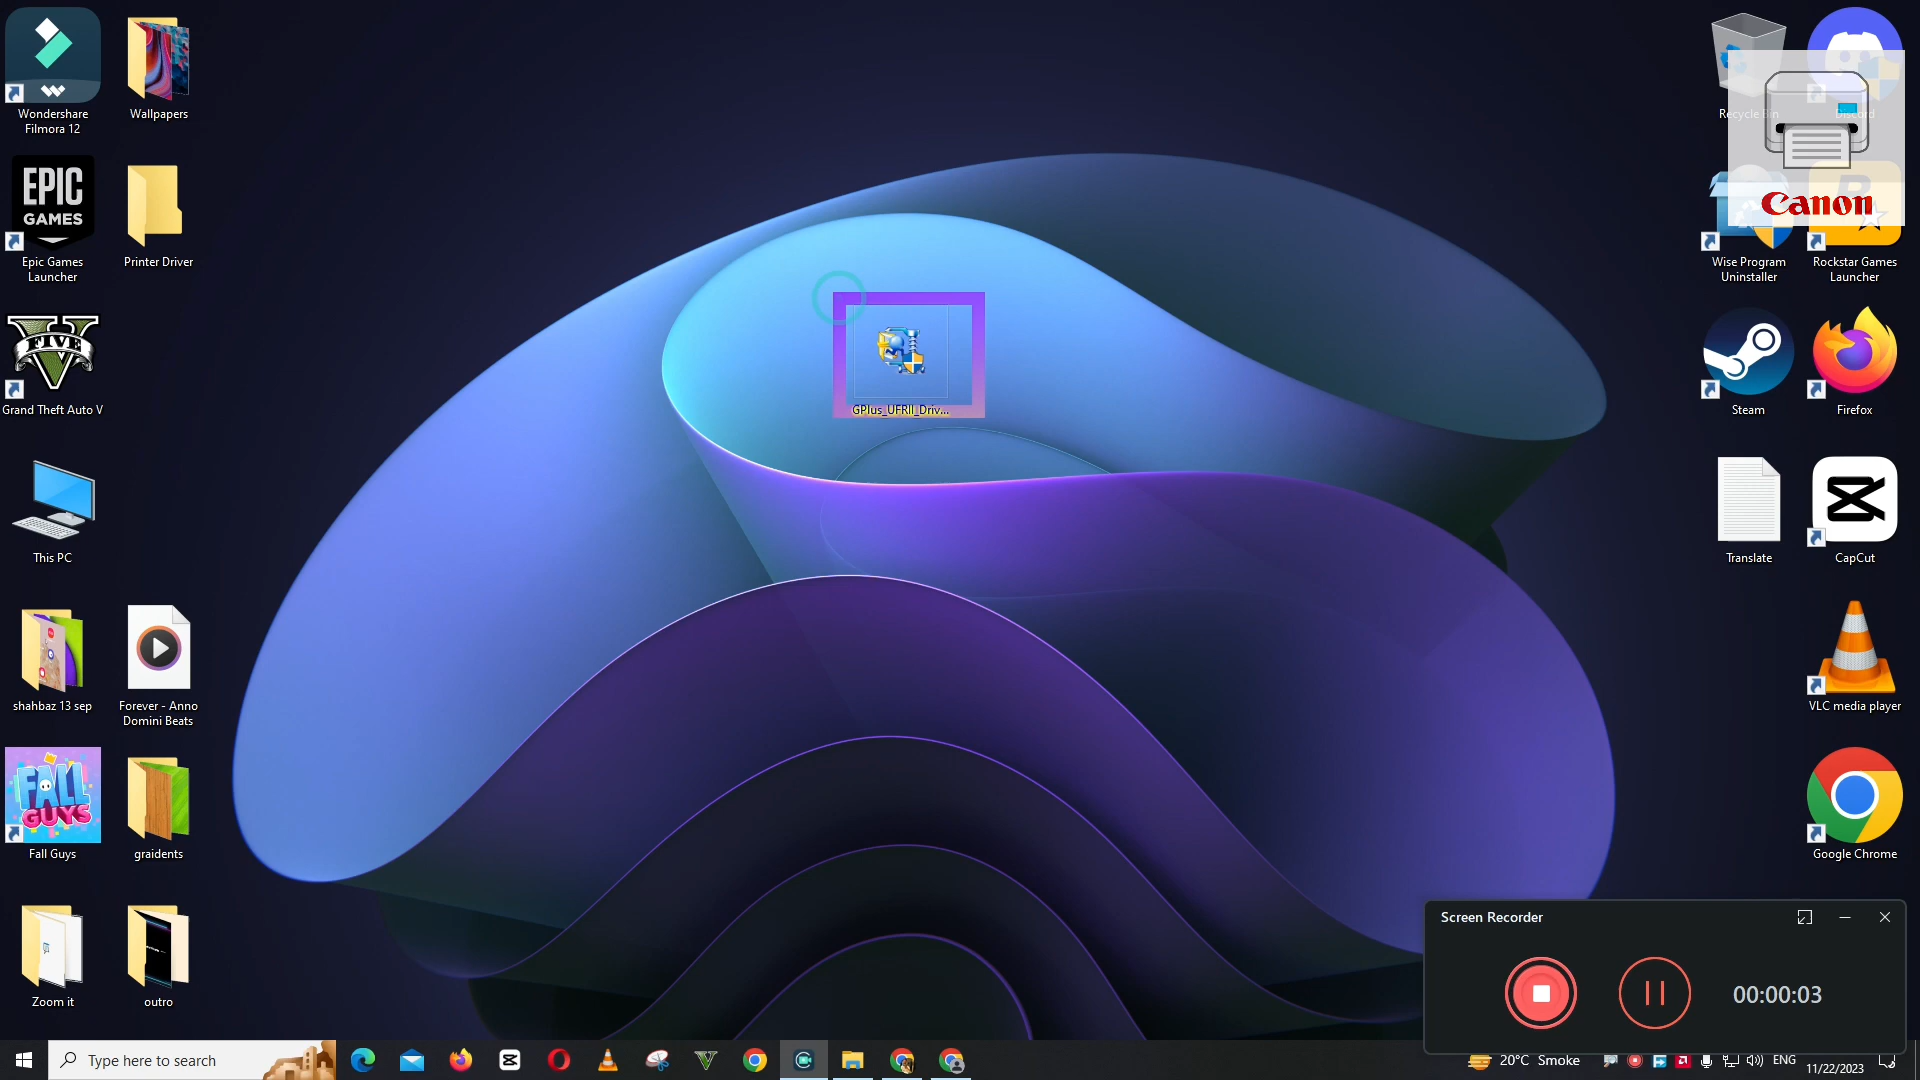 Wondershare
Filmora 12
Wallpapers
Recycle Bin
Discord
Canon
EPIC
GAMES
Epic Games
Launcher
Printer Driver
Wise Program
Uninstaller
Rockstar Games
Launcher
FIVE
Grand Theft Auto V
GPlus_UFRII_Driv...
Steam
Firefox
This PC
Translate
CapCut
shahbaz 13 sep
Forever - Anno
Domini Beats
VLC media player
FALL
GUYS
Fall Guys
graidents
Google Chrome
Zoom it
outro
Screen Recorder
00:00:03
Type here to search
20°C Smoke
ENG
11/22/2023